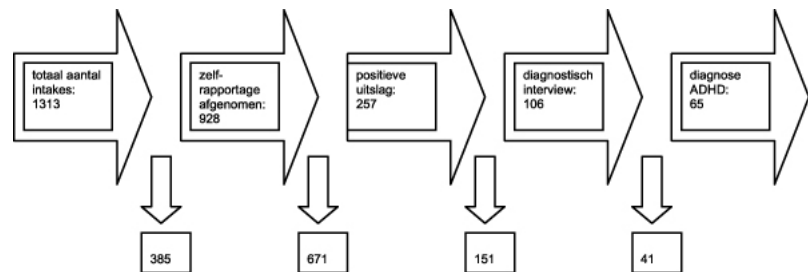 totaal aantal
intakes:
1313
zelf-
rapportage
afgenomen:
928
positieve
uitslag:
257
diagnostisch
interview:
106
diagnose
ADHD:
65
385
671
151
41